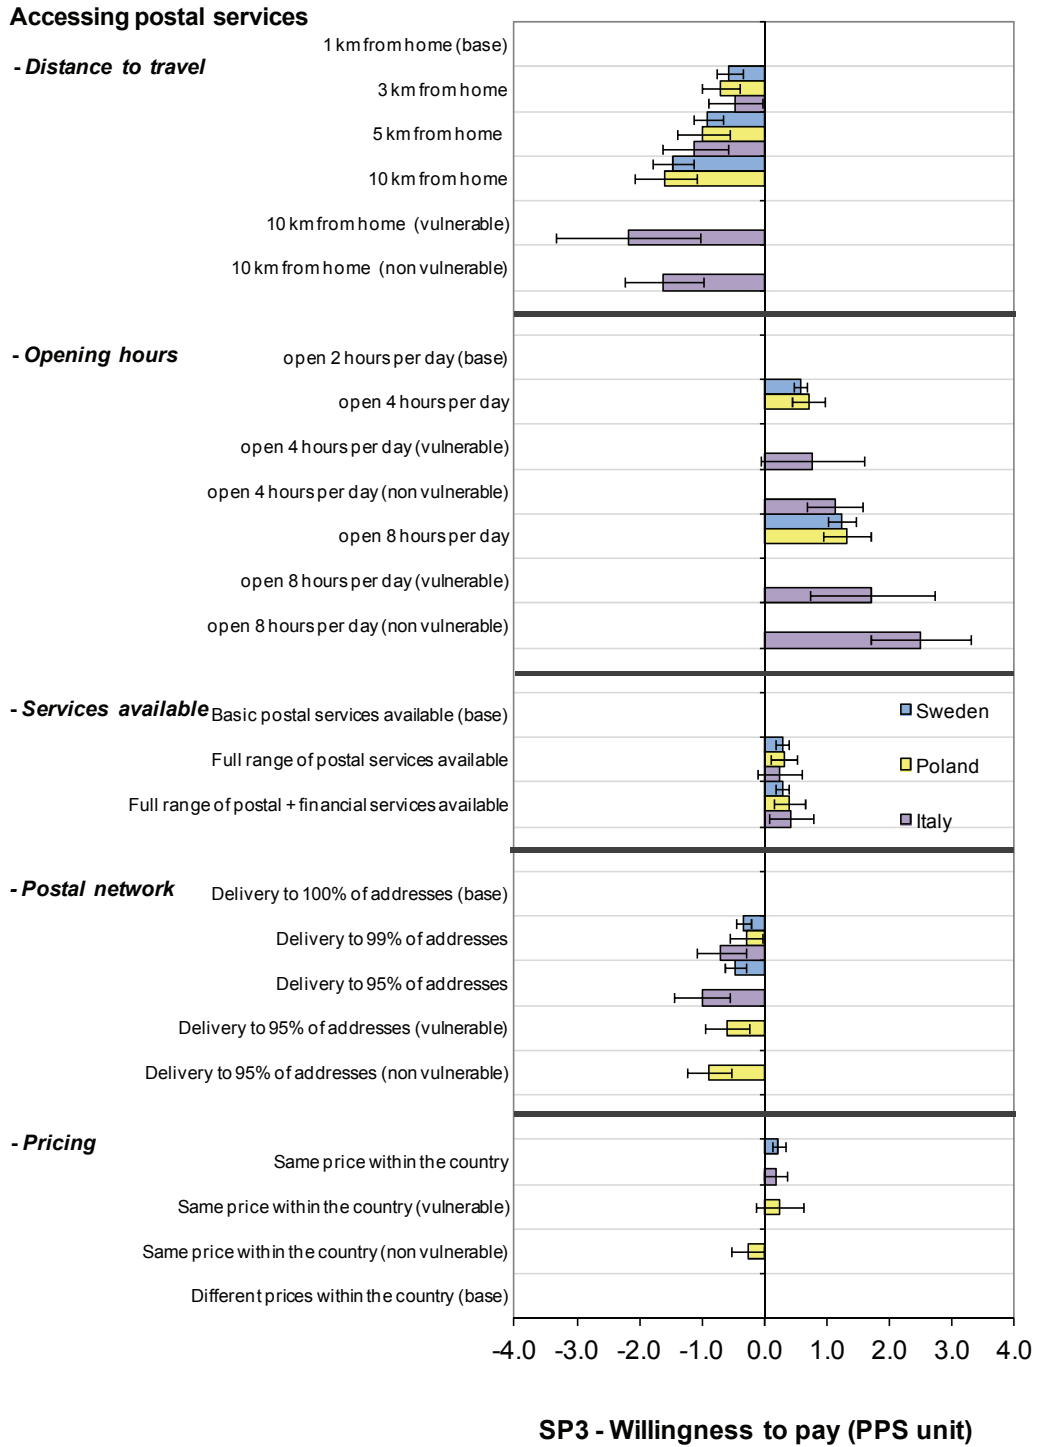 Accessing postal services
1 km from home (base)
- Distance to travel
3 km from home
5 km from home
10 km from home
10 km from home (vulnerable)
10 km from home (non vulnerable)
- Opening hours
open 2 hours per day (base)
open 4 hours per day
open 4 hours per day (vulnerable)
open 4 hours per day (non vulnerable)
open 8 hours per day
open 8 hours per day (vulnerable)
open 8 hours per day (non vulnerable)
- Services available
Basic postal services available (base)
Sweden
Full range of postal services available
Poland
Full range of postal + financial services available
Italy
- Postal network
Delivery to 100% of addresses (base)
Delivery to 99% of addresses
Delivery to 95% of addresses
Delivery to 95% of addresses (vulnerable)
Delivery to 95% of addresses (non vulnerable)
- Pricing
Same price within the country
Same price within the country (vulnerable)
Same price within the country (non vulnerable)
Different prices within the country (base)
-4.0 -3.0 -2.0 -1.0 0.0 1.0 2.0 3.0 4.0
SP3 - Willingness to pay (PPS unit)